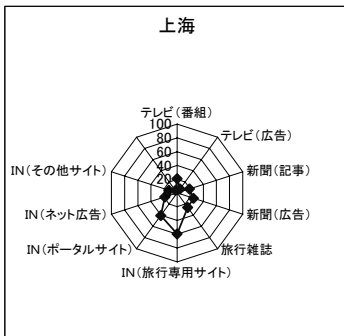 上海
テレビ(番組)
100
80
60
40
20
テレビ(広告)
新聞(記事)
新聞(広告)
旅行雑誌
IN(旅行専用サイト)
IN(ポータルサイト)
IN(ネット広告)
IN(その他サイト)